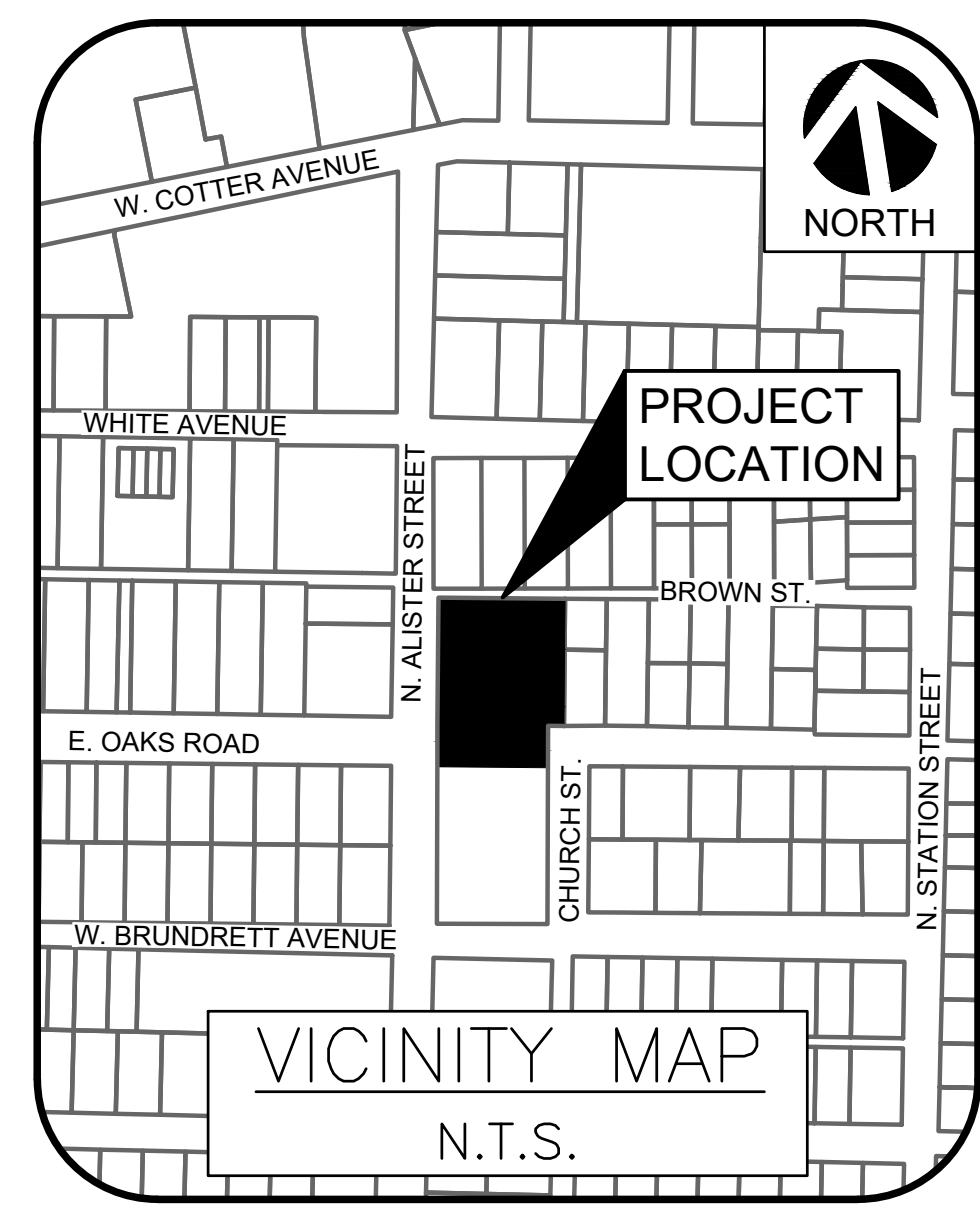 W. COTTER AVENUE
NORTH
WHITE AVENUE
PROJECT
LOCATION
N. ALISTER STREET
BROWN ST.
E. OAKS ROAD
CHURCH ST.
N. STATION STREET
W. BRUNDRETT AVENUE
VICINITY MAP
N.T.S.